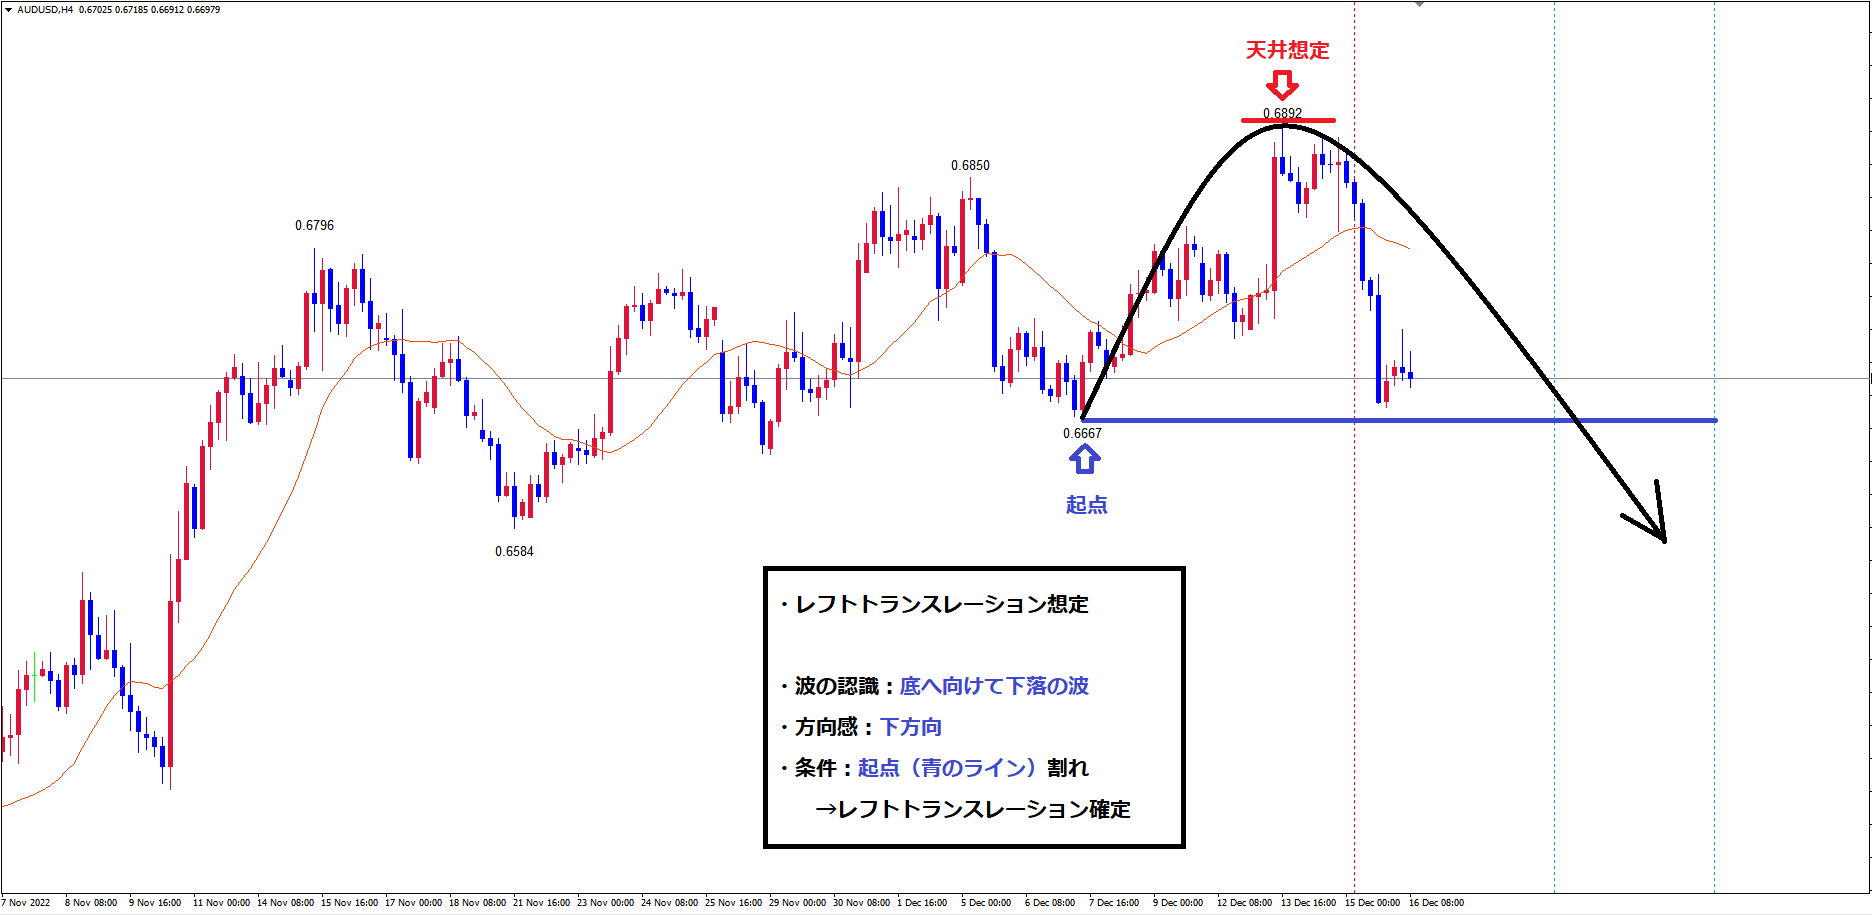 AUDUSD,H4 0.67025 0.67185 0.66912 0.66979
天井想定
0.6892
0.6850
0.6796
0.6667
起点
0.6584
・レフトトランスレーション想定
・波の認識：底へ向けて下落の波
・方向感：下方向
・条件：起点（青のライン）割れ
→レフトトランスレーション確定
7 Nov 2022 8 Nov 08:00 9 Nov 16:00 11 Nov 00:00 14 Nov 08:00 15 Nov 16:00 17 Nov 00:00 18 Nov 08:00 21 Nov 16:00 23 Nov 00:00 24 Nov 08:00 25 Nov 16:00 29 Nov 00:00 30 Nov 08:00 1 Dec 16:00 5 Dec 00:00 6 Dec 08:00 7 Dec 16:00 9 Dec 00:00 12 Dec 08:00 13 Dec 16:00 15 Dec 00:00 16 Dec 08:00